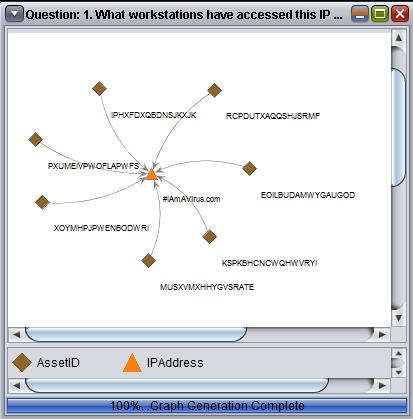 Question: 1. What workstations have accessed this IP ...
IPHXFDXQBDNSJKXJK
RCPDUTXAQQSHJSRMF
PXUMEIVPWOFLAPWFS
EOILBUDAMWYGAUGOD
#IAmAVirus.com
XOYMHPJPWENBODWRI
KSPKBHCNCWQHWVRYI
MUSXVMXHHYGVSRATE
AssetID
IPAddress
100%...Graph Generation Complete